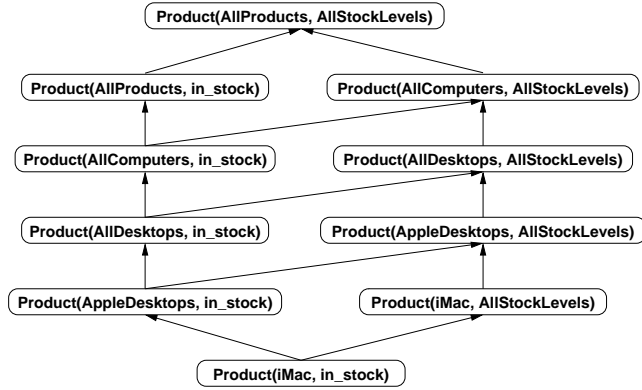 Product(AllProducts, AllStockLevels)
Product(AllProducts, in_stock)
Product(AllComputers, AllStockLevels)
Product(AllComputers, in_stock)
Product(AllDesktops, AllStockLevels)
Product(AllDesktops, in_stock)
Product(AppleDesktops, AllStockLevels)
Product(AppleDesktops, in_stock)
Product(iMac, AllStockLevels)
Product(iMac, in_stock)